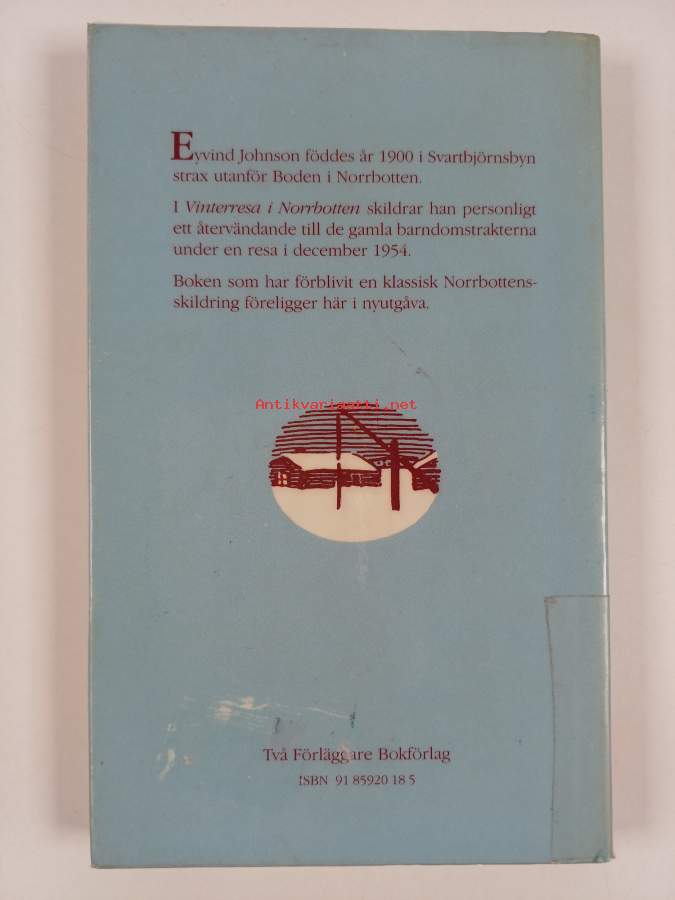 Eyvind Johnson föddes år 1900 i Svartbjörnsbyn
strax utanför Boden i Norrbotten.
I Vinterresa i Norrbotten skildrar han personligt
ett återvändande till de gamla barndomstrakterna
under en resa i december 1954.
Boken som har förblivit en klassisk Norrbottens-
skildring föreligger här i nyutgåva.
Antikvariaatti.net
Två Förläggare Bokförlag
ISBN 91 85920 18 5